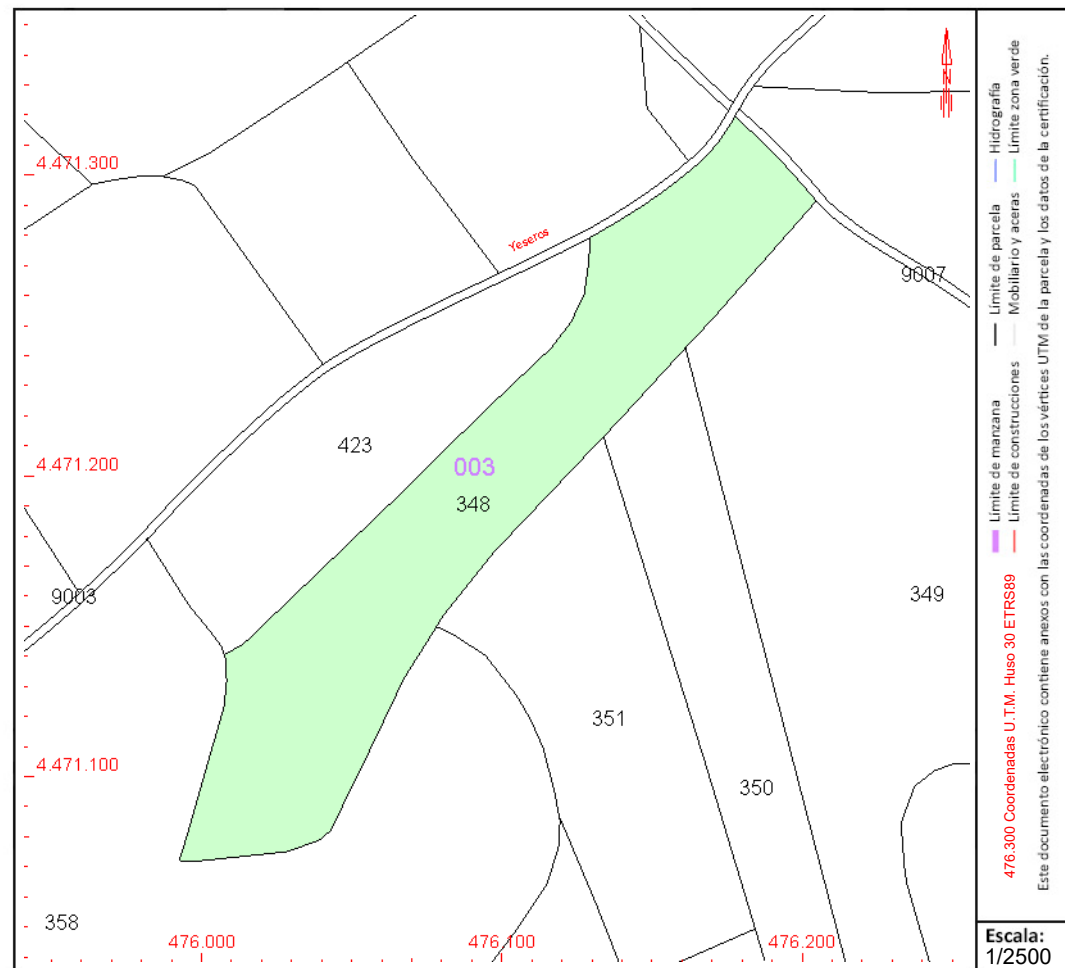 4.471.300
Yeseros
9007
423
4.471.200
003
348
9003
349
351
4.471.100
350
358
476.000
476.100
476.200
N
476.300 Coordenadas U.T.M. Huso 30 ETRS89
Límite de manzana
Límite de parcela
Hidrografía
Límite de construcciones
Mobiliario y aceras
Límite zona verde
Este documento electrónico contiene anexos con las coordenadas de los vértices UTM de la parcela y los datos de la certificación.
Escala:
1/2500